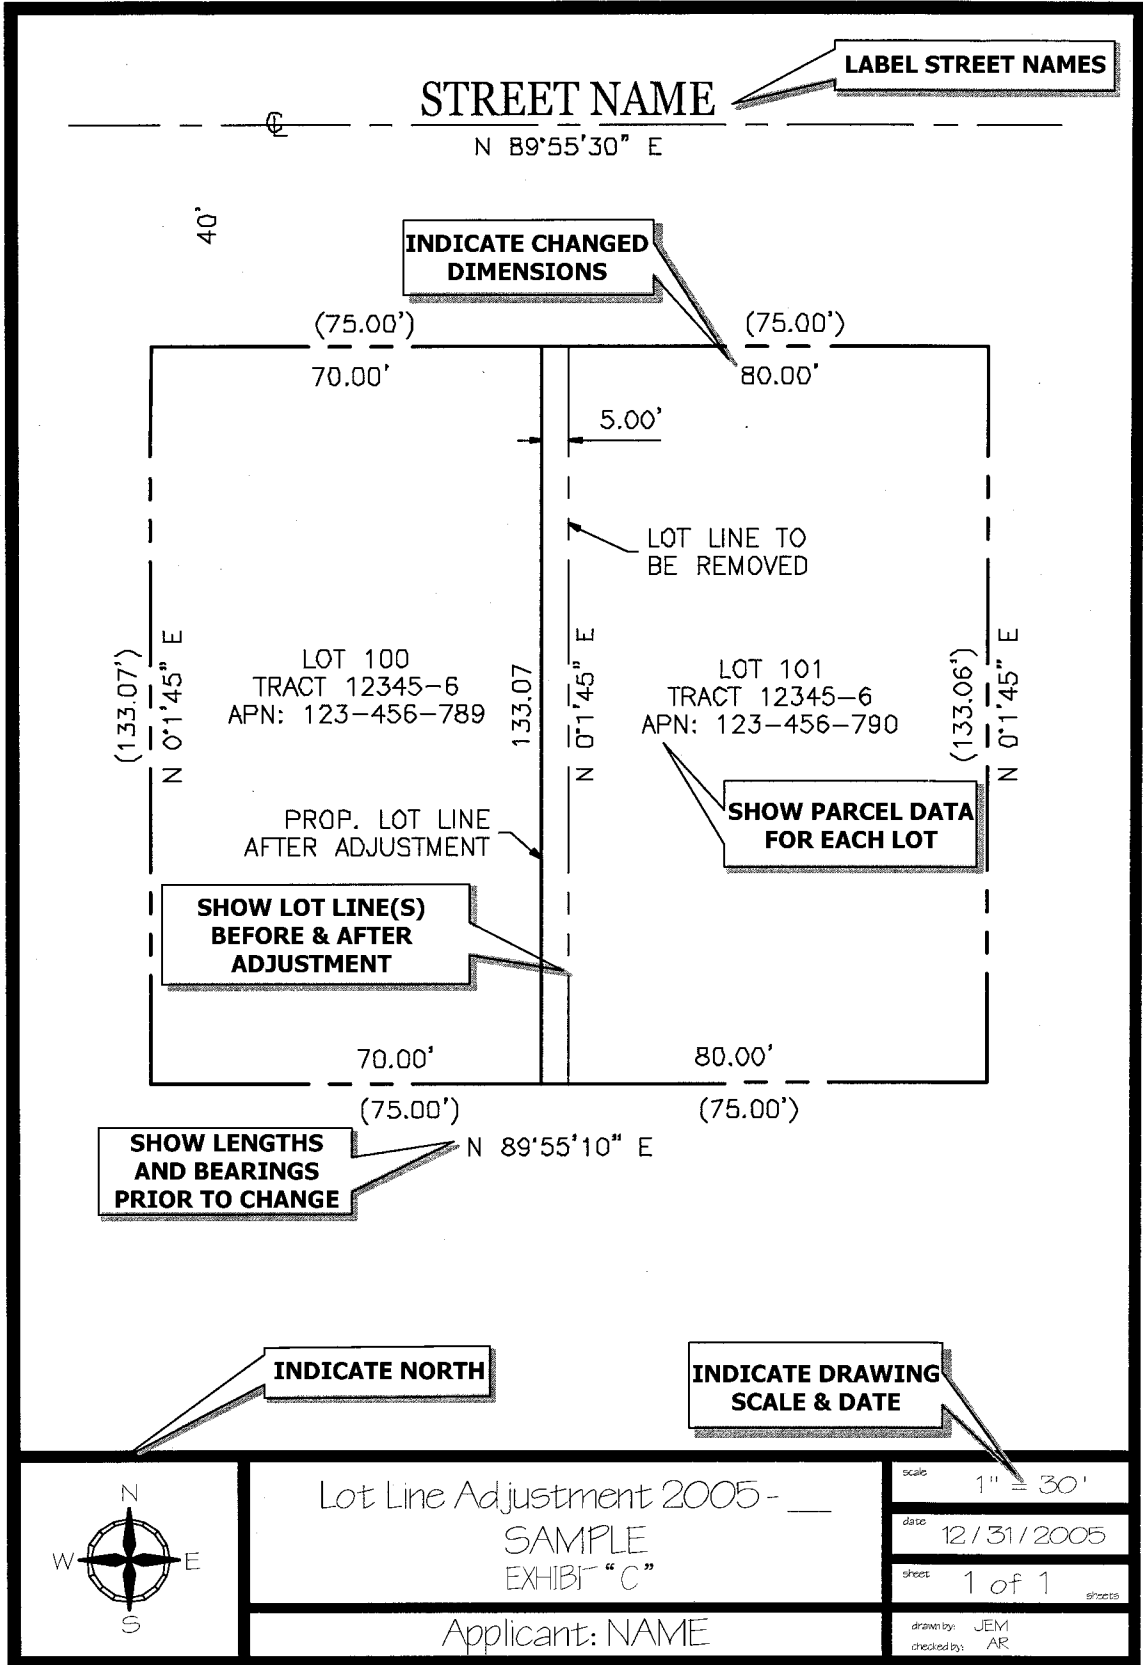 LABEL STREET NAMES
STREET NAME
℄
N 89°55'30" E
40'
INDICATE CHANGED
DIMENSIONS
(75.00') (75.00')
70.00' 80.00'
5.00'
LOT LINE TO
BE REMOVED
(133.07')
N 0°1'45" E
LOT 100
TRACT 12345-6
APN: 123-456-789
133.07
N 0°1'45" E
LOT 101
TRACT 12345-6
APN: 123-456-790
(133.06')
N 0°1'45" E
SHOW PARCEL DATA
FOR EACH LOT
PROP. LOT LINE
AFTER ADJUSTMENT
SHOW LOT LINE(S)
BEFORE & AFTER
ADJUSTMENT
70.00' 80.00'
(75.00') (75.00')
N 89°55'10" E
SHOW LENGTHS
AND BEARINGS
PRIOR TO CHANGE
INDICATE NORTH
INDICATE DRAWING
SCALE & DATE
N
W E
S
Lot Line Adjustment 2005-__
SAMPLE
EXHIBIT "C"
Applicant: NAME
scale 1" = 30'
date 12/31/2005
sheet 1 of 1 sheets
drawn by: JEM
checked by: AR